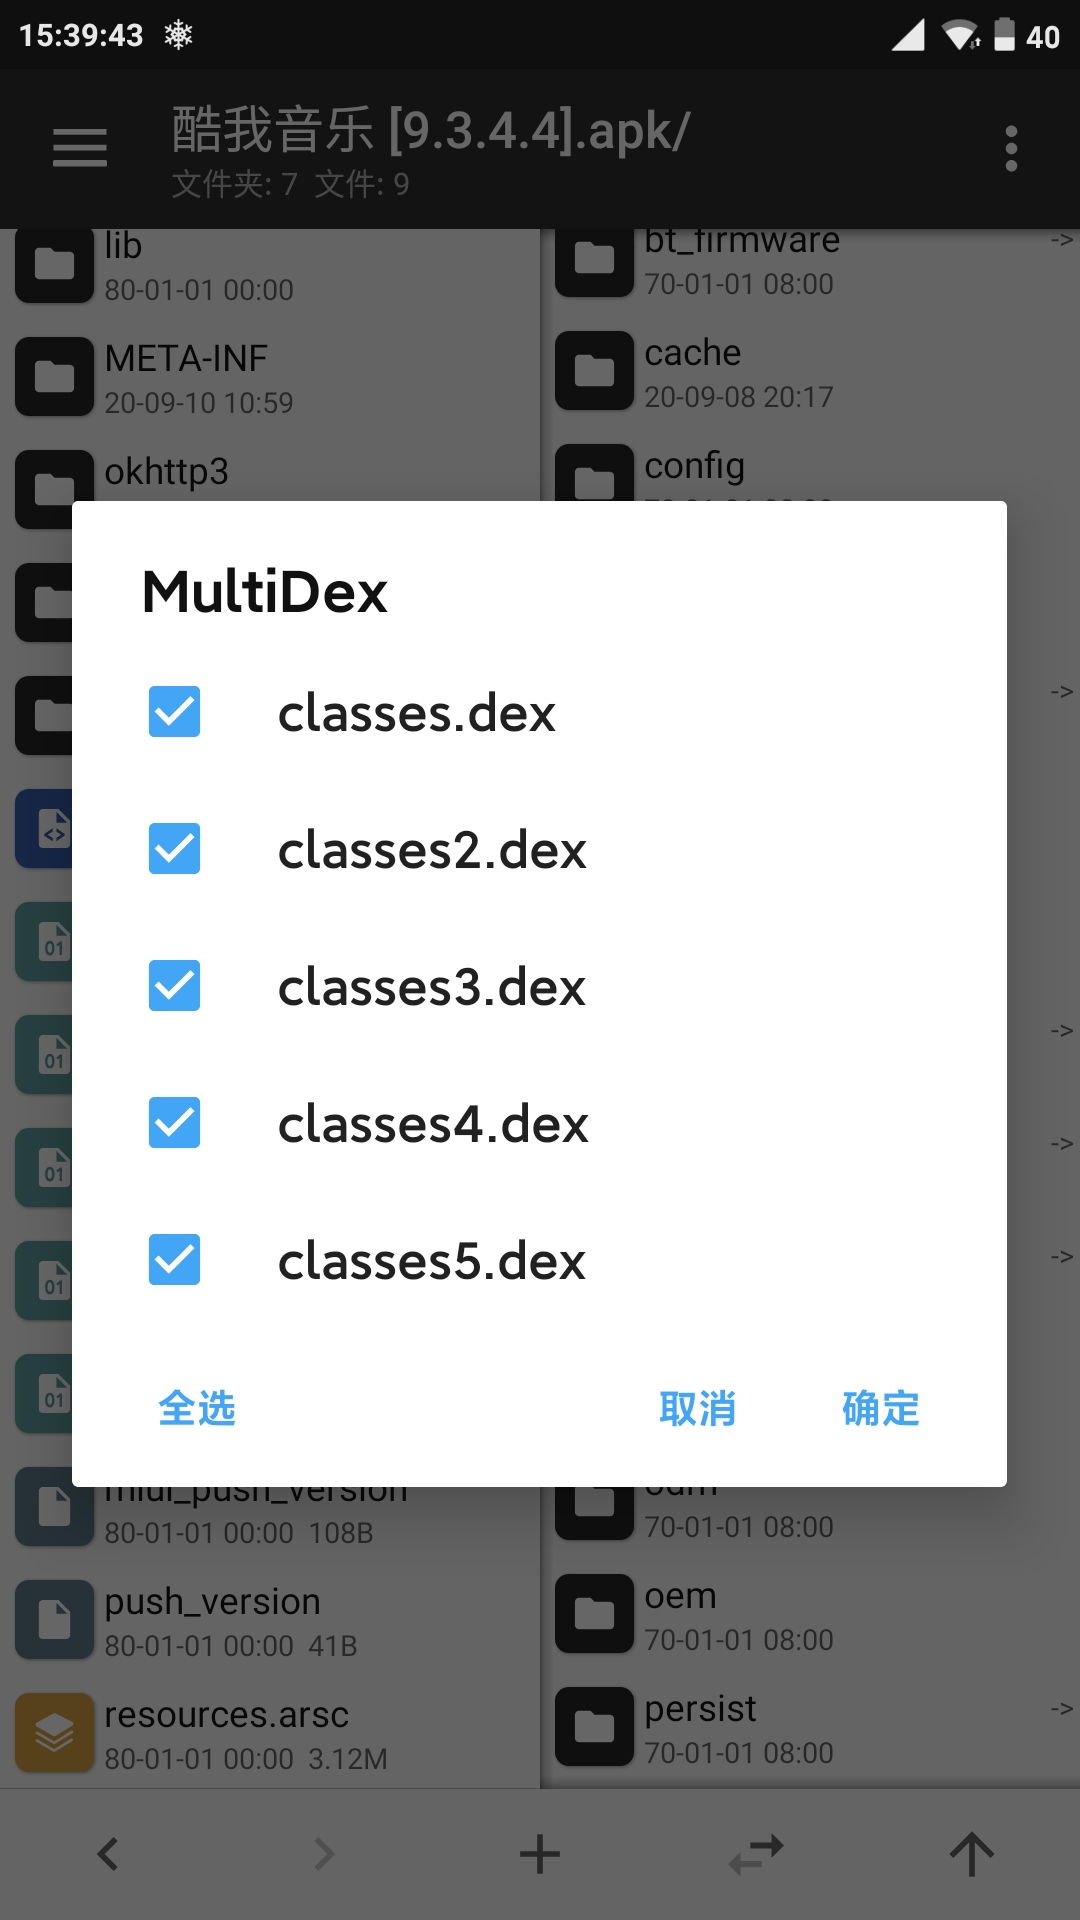 15:39:43
40
酷我音乐 [9.3.4.4].apk/
文件夹: 7 文件: 9
lib
80-01-01 00:00
META-INF
20-09-10 10:59
okhttp3
bt_firmware
->
70-01-01 08:00
cache
20-09-08 20:17
config
MultiDex
classes.dex
classes2.dex
classes3.dex
classes4.dex
classes5.dex
全选
取消
确定
->
->
->
->
miui_push_version
80-01-01 00:00 108B
push_version
80-01-01 00:00 41B
resources.arsc
80-01-01 00:00 3.12M
odm
70-01-01 08:00
oem
70-01-01 08:00
persist
->
70-01-01 08:00